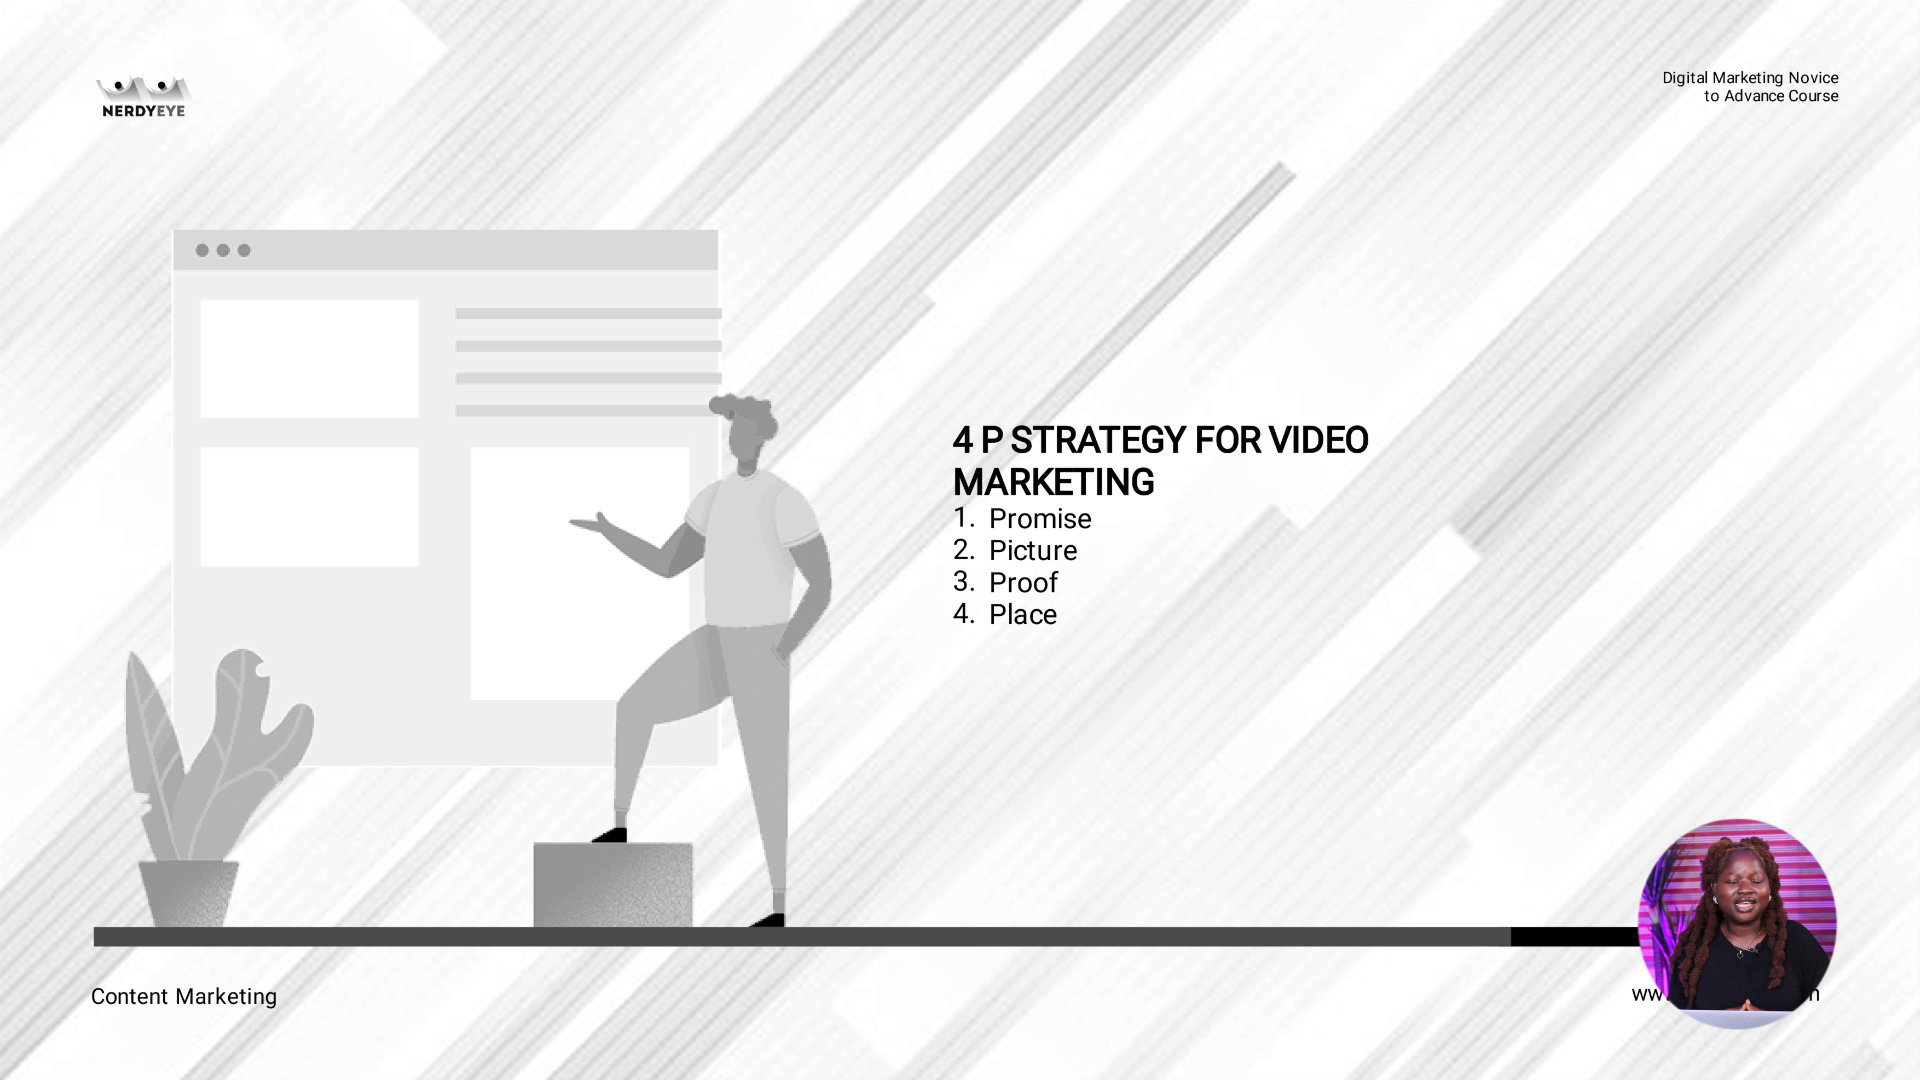 NERDYEYE
Digital Marketing Novice
to Advance Course
4 P STRATEGY FOR VIDEO
MARKETING
1. Promise
2. Picture
3. Proof
4. Place
Content Marketing